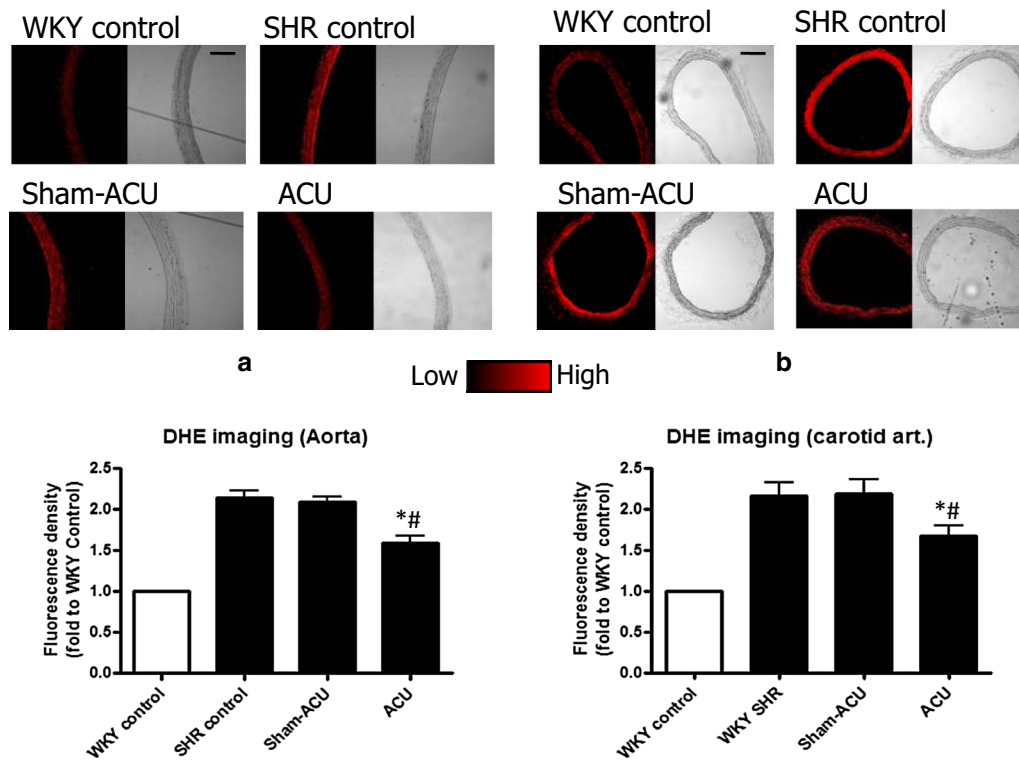 WKY control
SHR control
WKY control
SHR control
Sham-ACU
ACU
Sham-ACU
ACU
a
b
Low
High
DHE imaging (Aorta)
Fluorescence density
(fold to WKY Control)
2.5
2.0
1.5
1.0
0.5
0.0
*#
WKY control
SHR control
Sham-ACU
ACU
DHE imaging (carotid art.)
Fluorescence density
(fold to WKY control)
2.5
2.0
1.5
1.0
0.5
0.0
*#
WKY control
WKY SHR
Sham-ACU
ACU